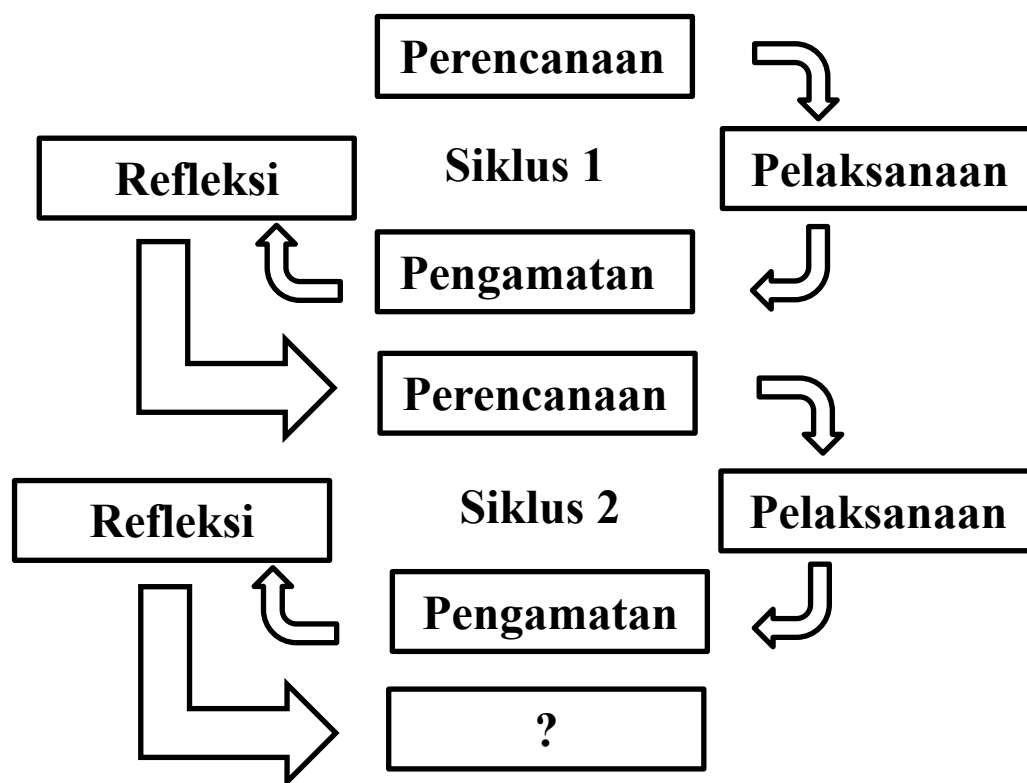 Perencanaan
Refleksi
Siklus 1
Pelaksanaan
Pengamatan
Perencanaan
Refleksi
Siklus 2
Pelaksanaan
Pengamatan
?